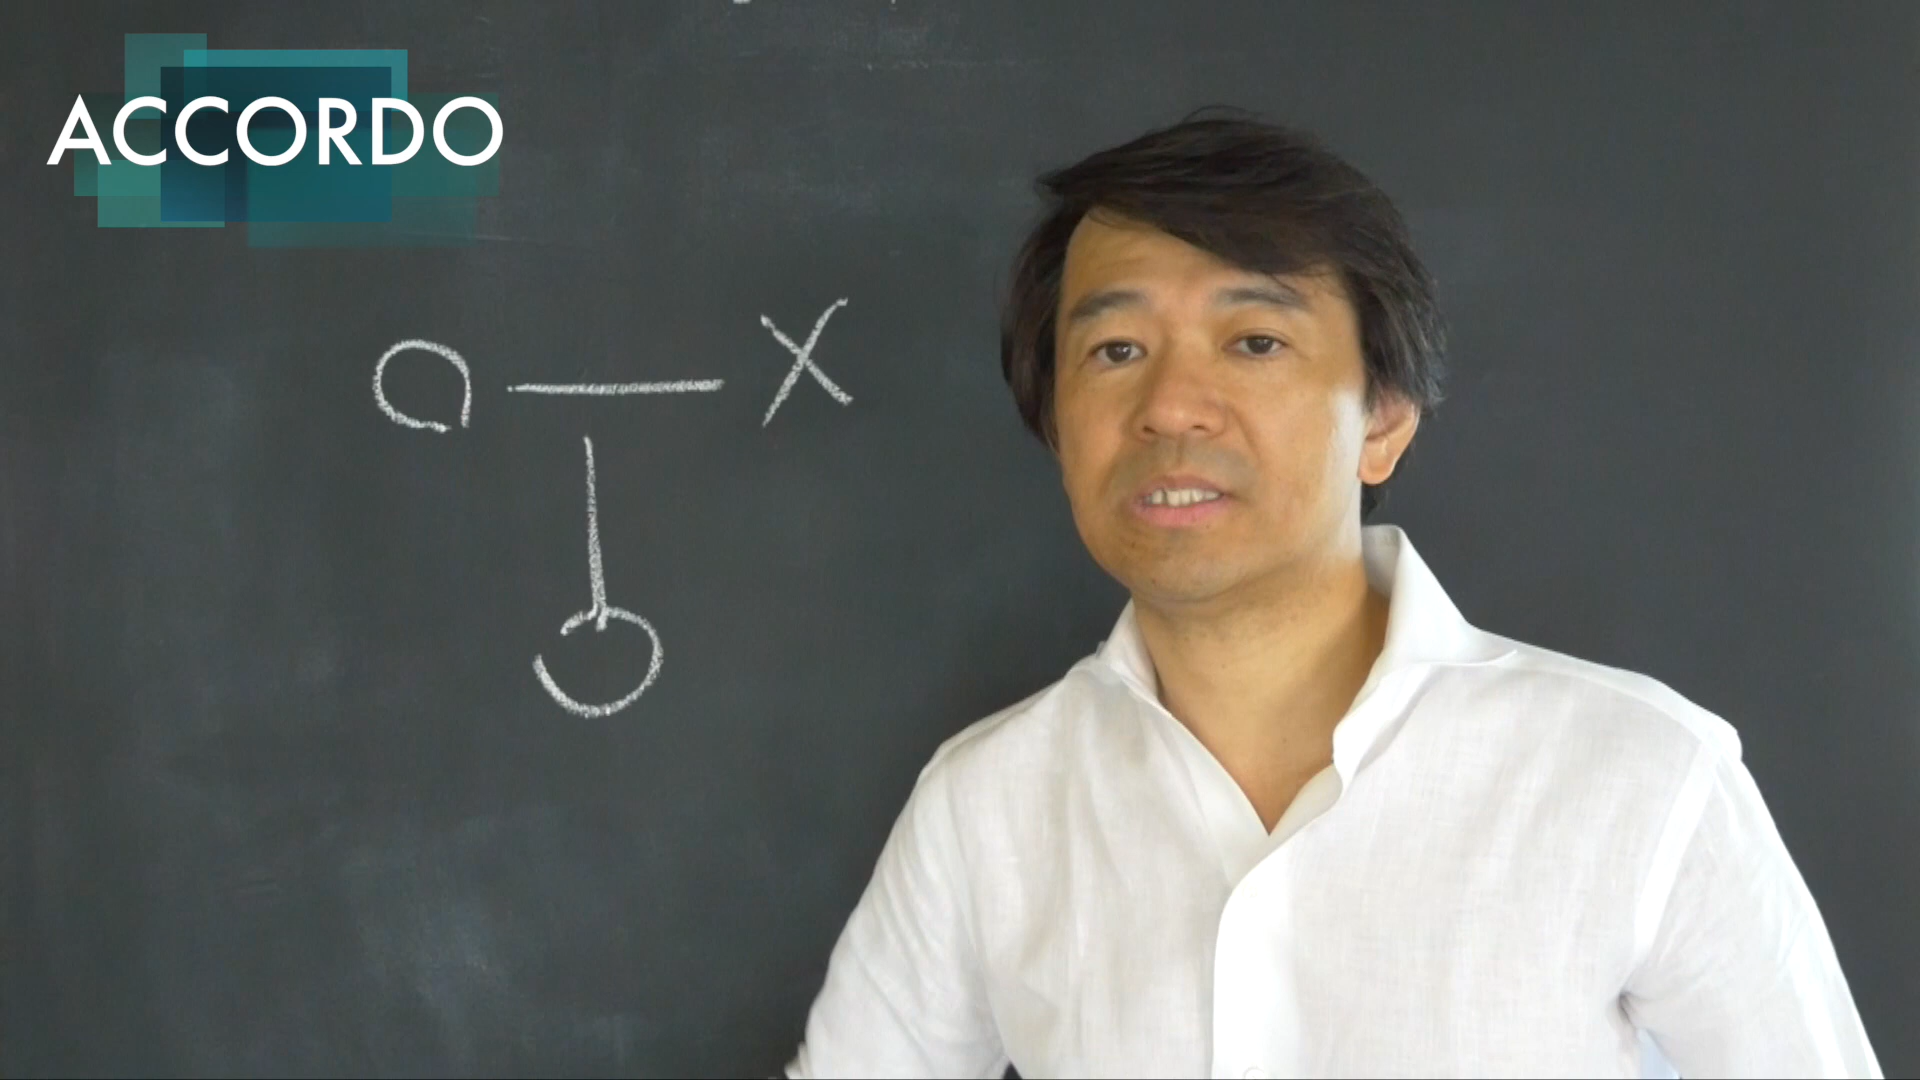 ACCORDO
O — X
O